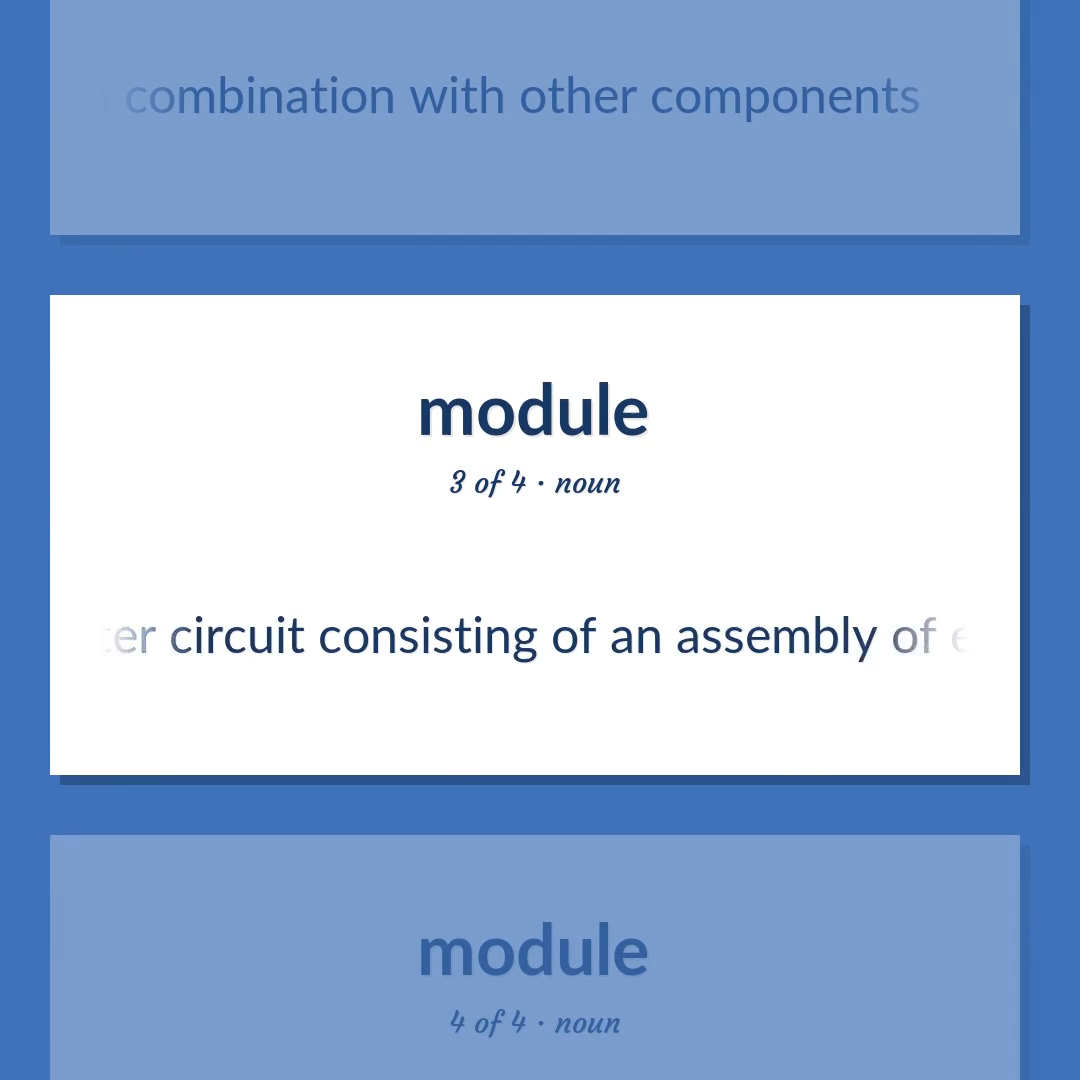 combination with other components
module
3 of 4 · noun
circuit consisting of an assembly of
module
4 of 4 · noun